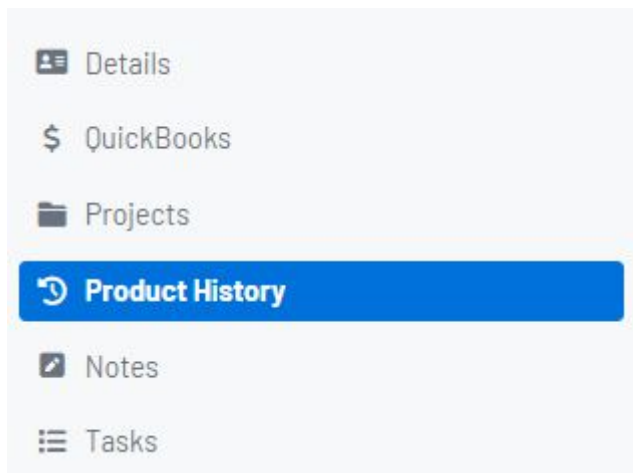 Details
$ QuickBooks
Projects
Product History
Notes
Tasks